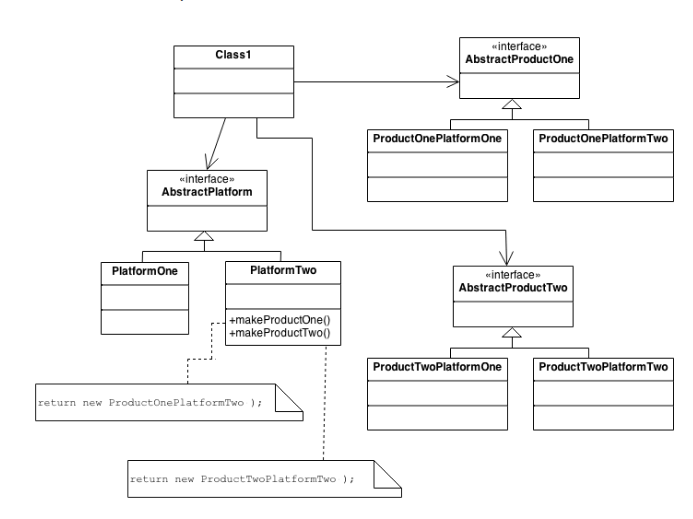 Class1
«interface»
AbstractProductOne
ProductOnePlatformOne
ProductOnePlatformTwo
«interface»
AbstractPlatform
PlatformOne
PlatformTwo
+makeProductOne()
+makeProductTwo()
«interface»
AbstractProductTwo
ProductTwoPlatformOne
ProductTwoPlatformTwo
return new ProductOnePlatformTwo );
return new ProductTwoPlatformTwo );